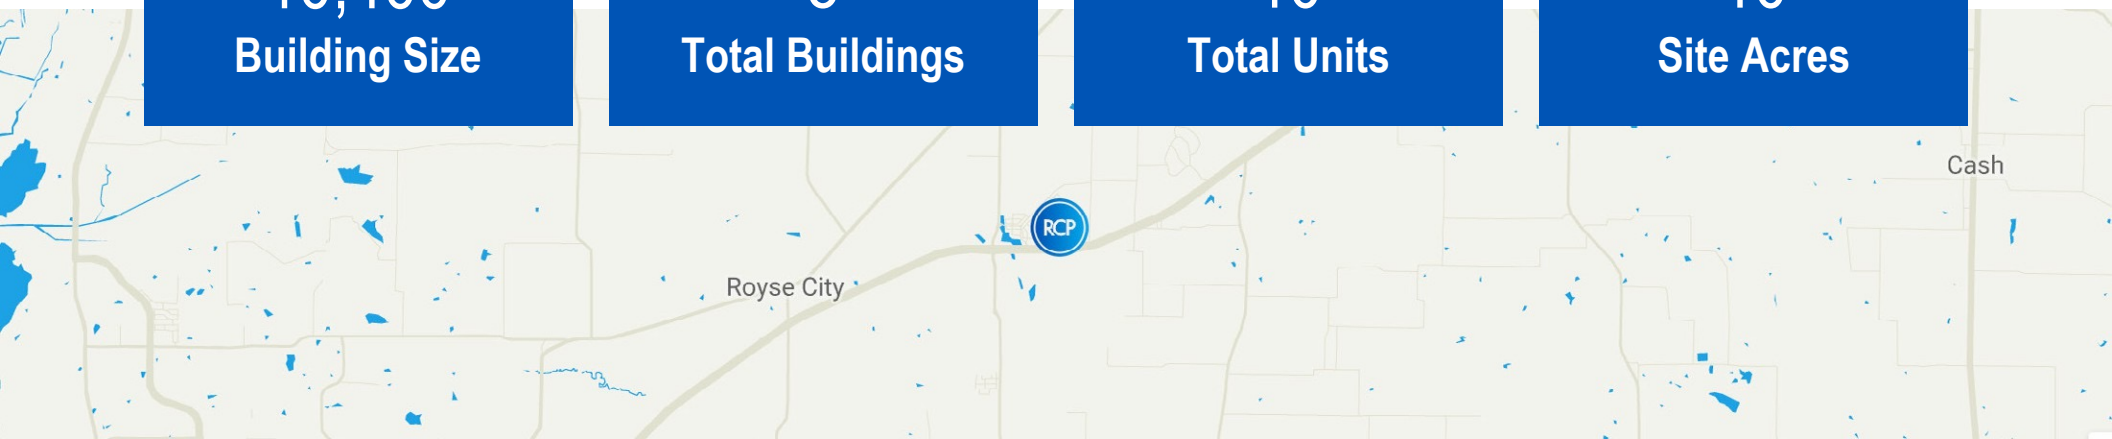 Building Size
Total Buildings
Total Units
Site Acres
Cash
RCP
Royse City